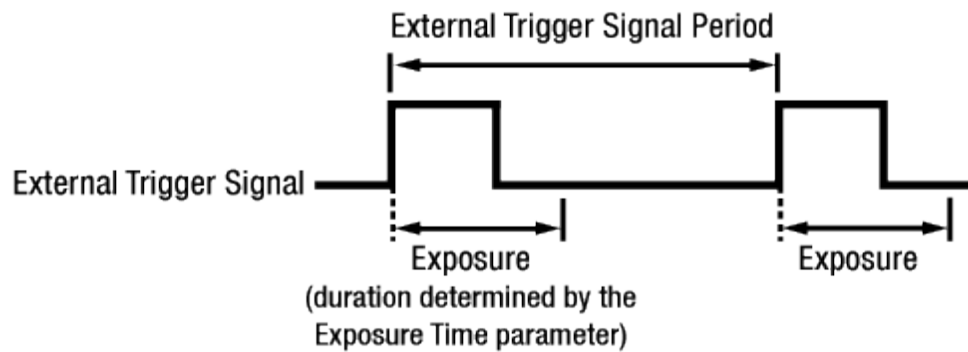 External Trigger Signal Period
External Trigger Signal
Exposure
(duration determined by the
Exposure Time parameter)
Exposure